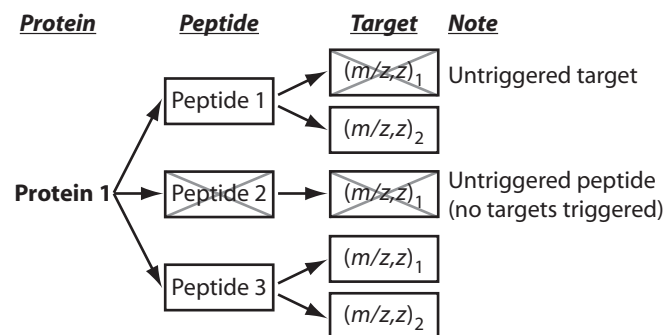 Protein Peptide Target Note
(m/z,z)1 Untriggered target
Peptide 1
(m/z,z)2
Protein 1 Peptide 2 (m/z,z)1 Untriggered peptide
(no targets triggered)
(m/z,z)1
Peptide 3
(m/z,z)2